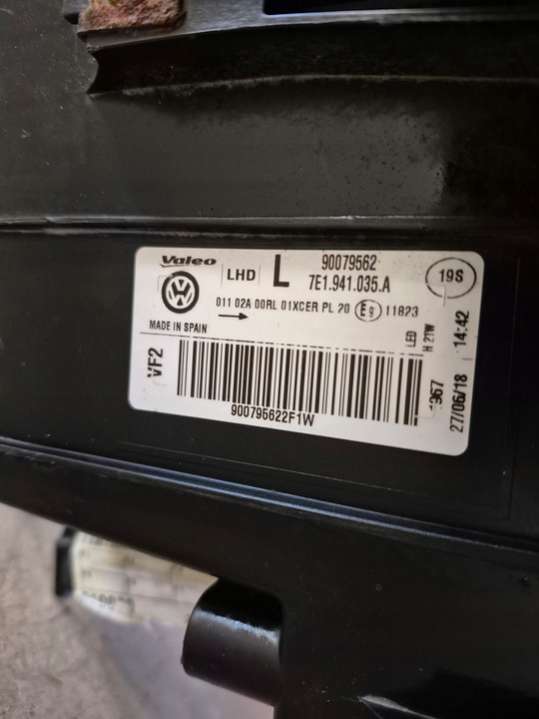 Valeo
LHD L
90079562
7E1.941.035.A
19S
011 02A 00RL 01XCER PL 20 E9 11823
MADE IN SPAIN
VF2
900795622F1W
LED
H 21W
27/06/18 14:42